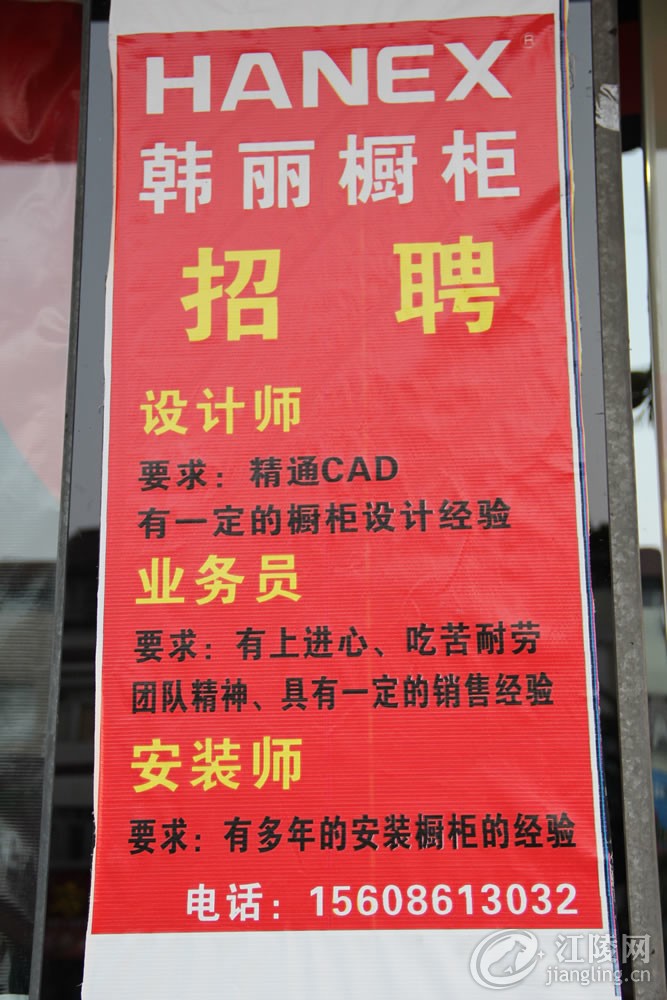 HANEX®
韩丽橱柜
招聘
设计师
要求：精通CAD
有一定的橱柜设计经验
业务员
要求：有上进心、吃苦耐劳
团队精神、具有一定的销售经验
安装师
要求：有多年的安装橱柜的经验
电话：15608613032
江陵网
jiangling.cn